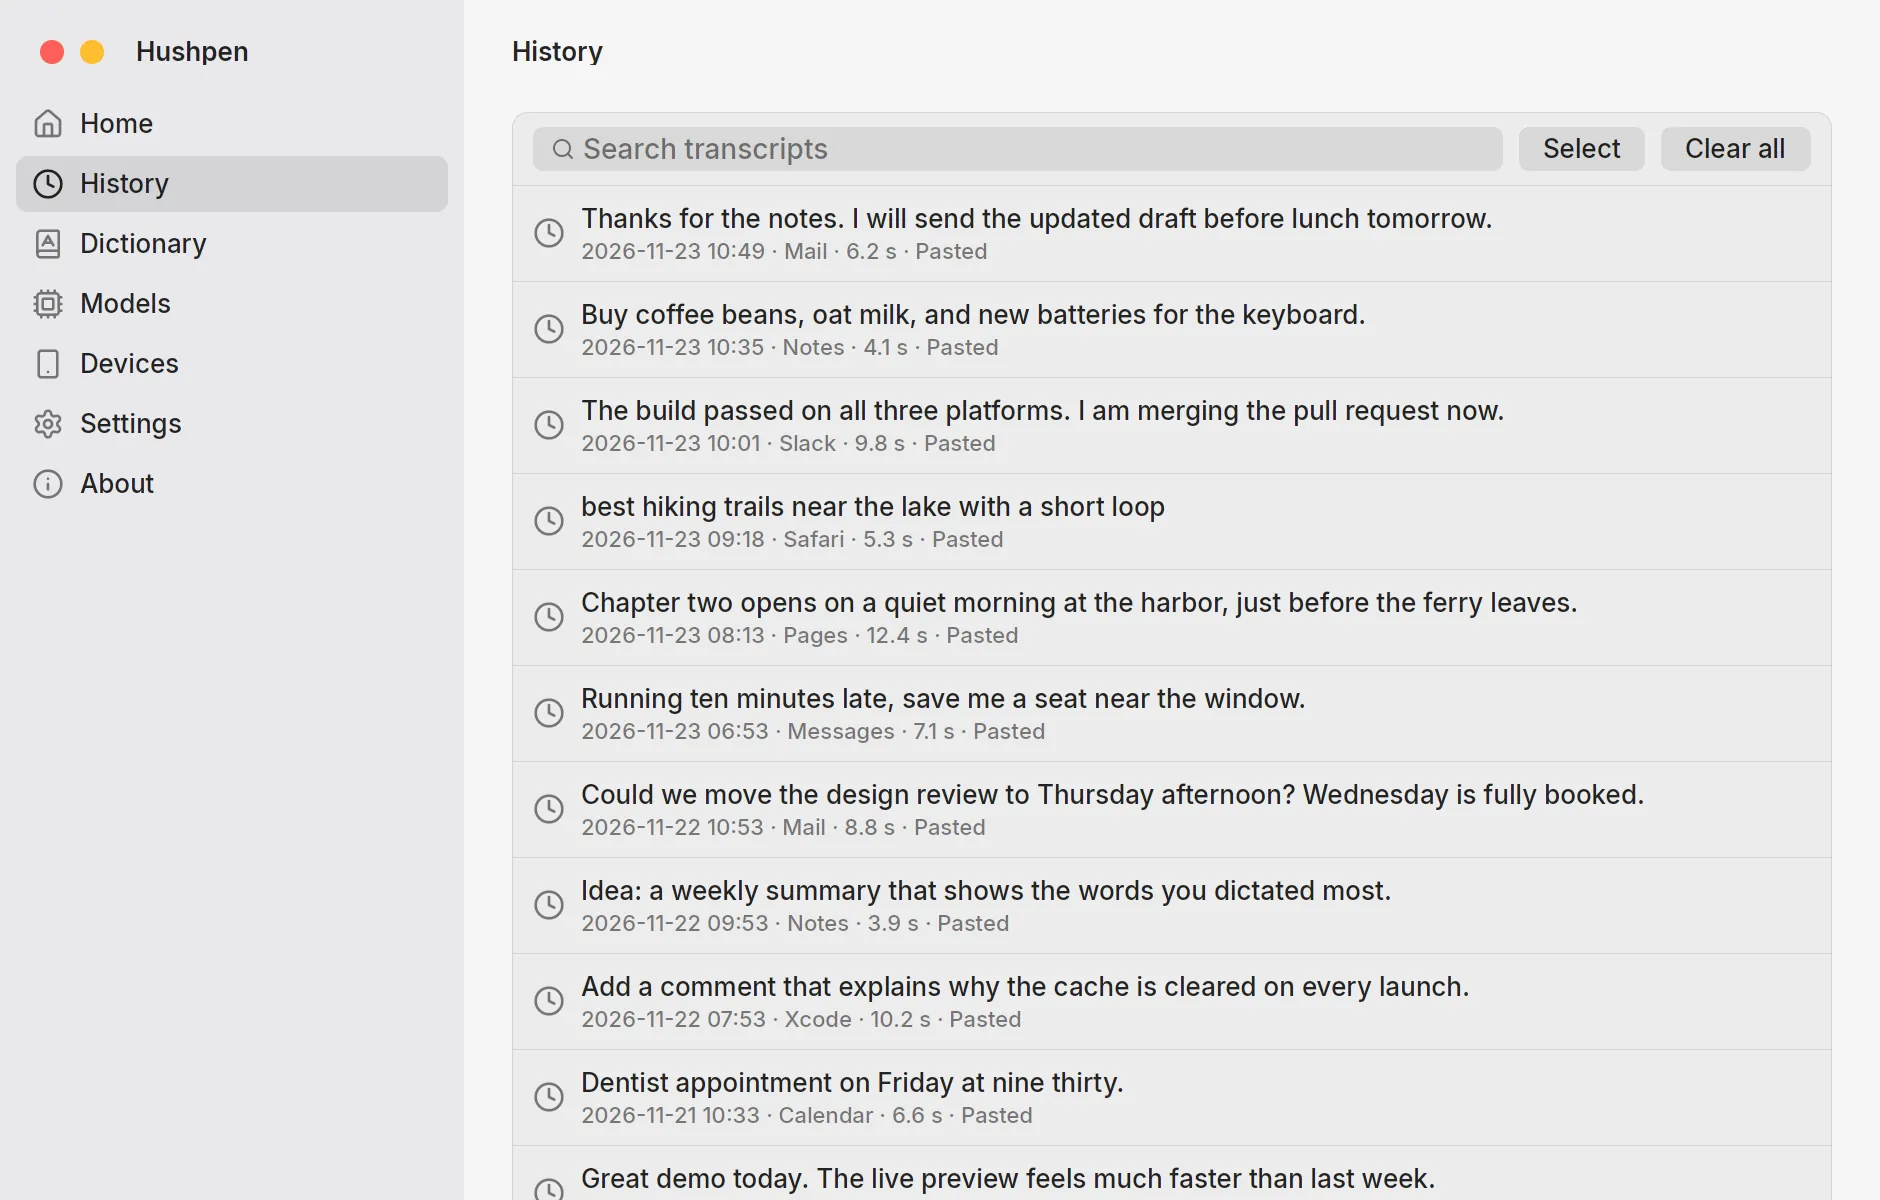 Hushpen
Home
History
Dictionary
Models
Devices
Settings
About
History
Search transcripts
Select
Clear all
Thanks for the notes. I will send the updated draft before lunch tomorrow.
2026-11-23 10:49 · Mail · 6.2 s · Pasted
Buy coffee beans, oat milk, and new batteries for the keyboard.
2026-11-23 10:35 · Notes · 4.1 s · Pasted
The build passed on all three platforms. I am merging the pull request now.
2026-11-23 10:01 · Slack · 9.8 s · Pasted
best hiking trails near the lake with a short loop
2026-11-23 09:18 · Safari · 5.3 s · Pasted
Chapter two opens on a quiet morning at the harbor, just before the ferry leaves.
2026-11-23 08:13 · Pages · 12.4 s · Pasted
Running ten minutes late, save me a seat near the window.
2026-11-23 06:53 · Messages · 7.1 s · Pasted
Could we move the design review to Thursday afternoon? Wednesday is fully booked.
2026-11-22 10:53 · Mail · 8.8 s · Pasted
Idea: a weekly summary that shows the words you dictated most.
2026-11-22 09:53 · Notes · 3.9 s · Pasted
Add a comment that explains why the cache is cleared on every launch.
2026-11-22 07:53 · Xcode · 10.2 s · Pasted
Dentist appointment on Friday at nine thirty.
2026-11-21 10:33 · Calendar · 6.6 s · Pasted
Great demo today. The live preview feels much faster than last week.